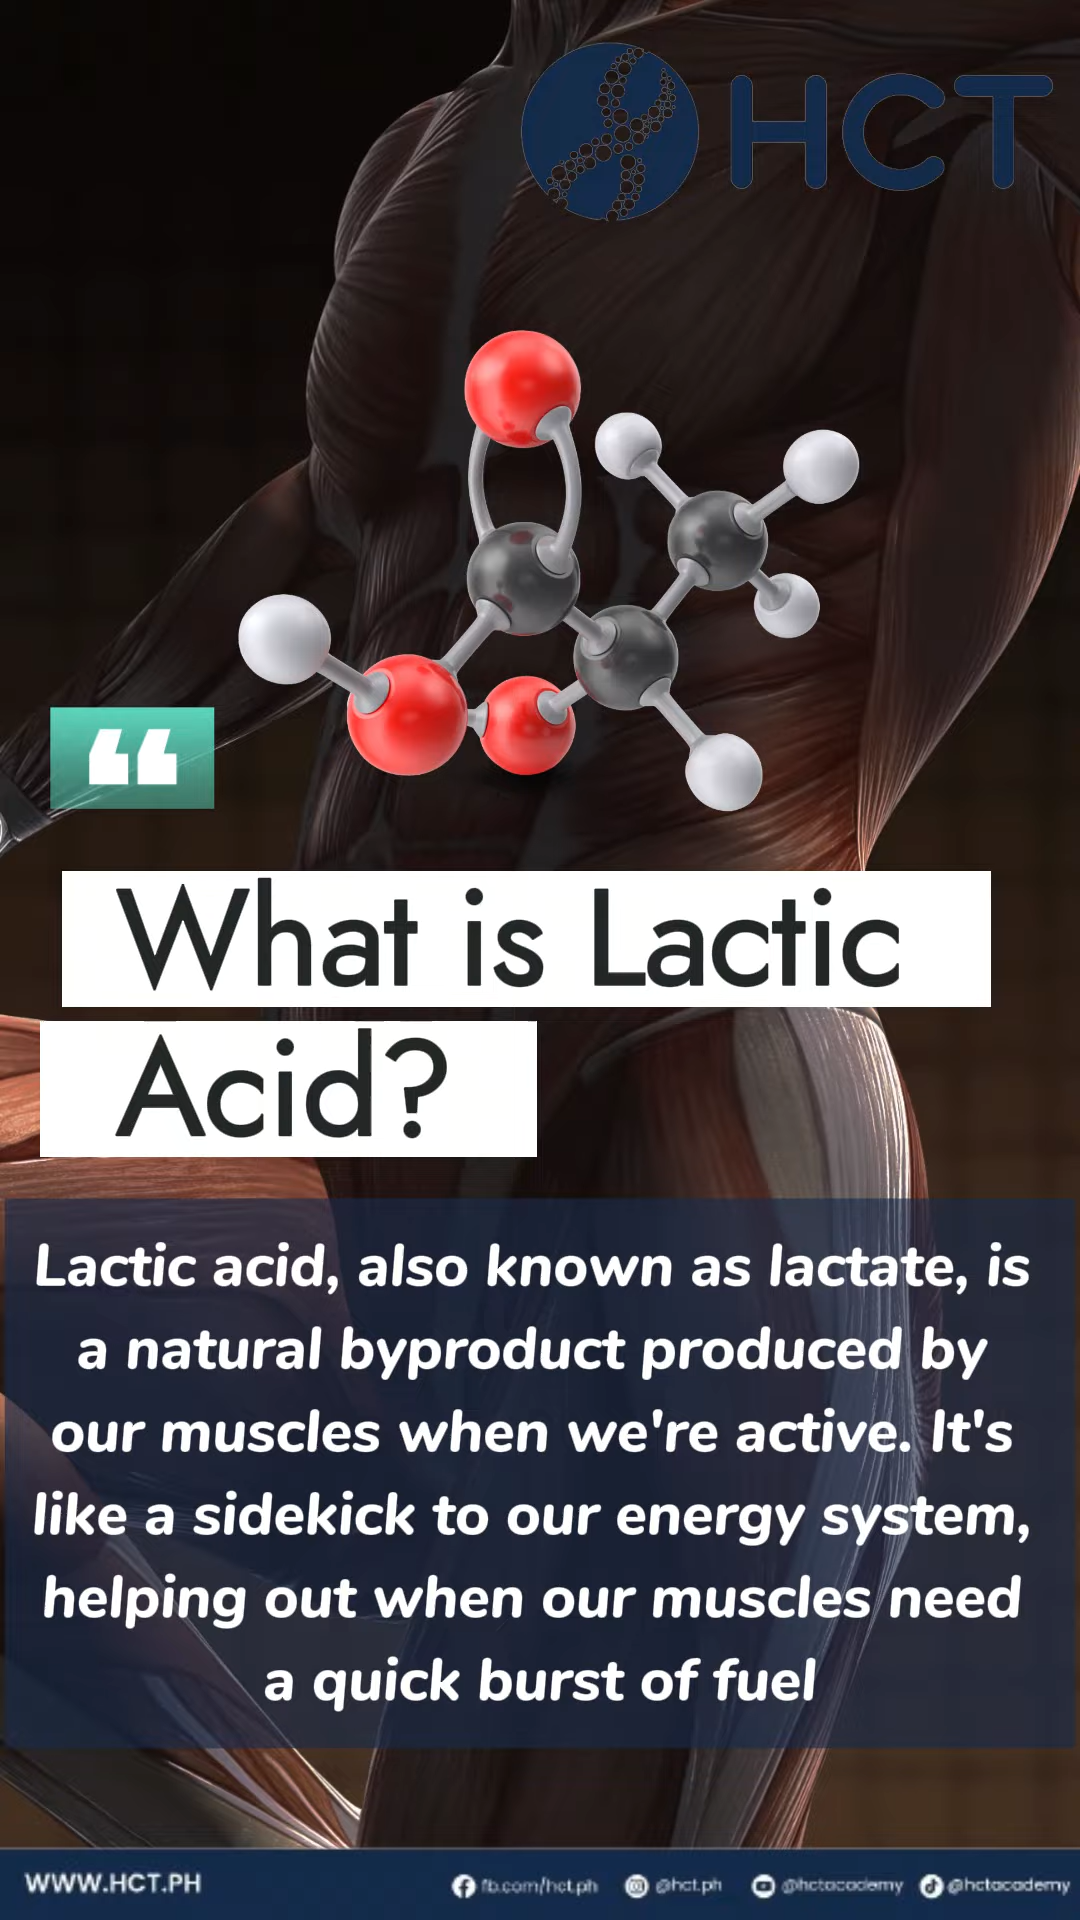 HCT
“
What is Lactic
Acid?
Lactic acid, also known as lactate, is
a natural byproduct produced by
our muscles when we're active. It's
like a sidekick to our energy system,
helping out when our muscles need
a quick burst of fuel
WWW.HCT.PH
fb.com/hct.ph @hct.ph @hctacademy @hctacademy